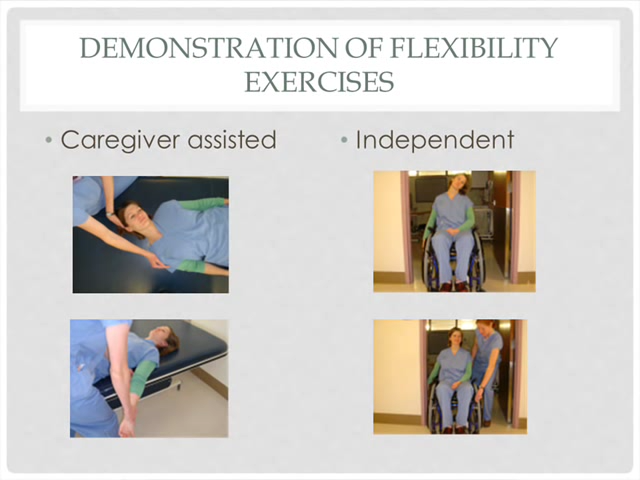 DEMONSTRATION OF FLEXIBILITY
EXERCISES
• Caregiver assisted
• Independent